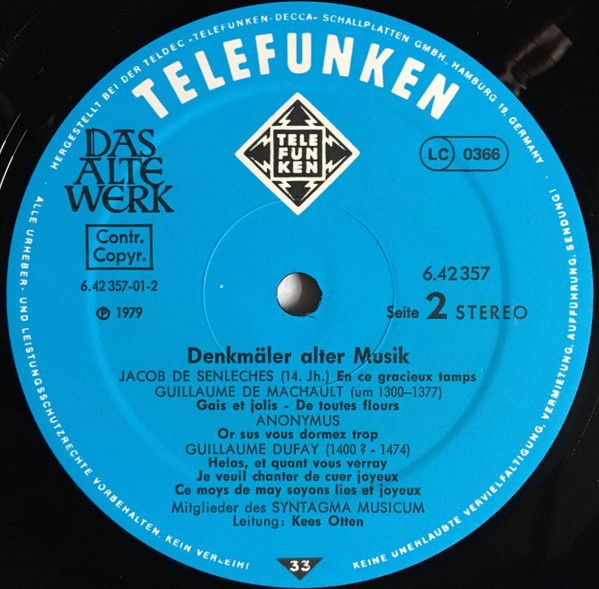 HERGESTELLT BEI DER TELDEC »TELEFUNKEN-DECCA« SCHALLPLATTEN GMBH. HAMBURG 19, GERMANY
TELEFUNKEN
TELE
FUN
KEN
DAS
ALTE
WERK
LC 0366
Contr.
Copyr.
6.42357-01-2
Ⓟ 1979
6.42357
Seite 2 STEREO
Denkmäler alter Musik
JACOB DE SENLECHES (14. Jh.) En ce gracieux tamps
GUILLAUME DE MACHAULT (um 1300–1377)
Gais et jolis - De toutes flours
ANONYMUS
Or sus vous dormez trop
GUILLAUME DUFAY (1400 ? - 1474)
Helas, et quant vous verray
Je veuil chanter de cuer joyeux
Ce moys de may soyons lies et joyeux
Mitglieder des SYNTAGMA MUSICUM
Leitung: Kees Otten
33
ALLE URHEBER- UND LEISTUNGSSCHUTZRECHTE VORBEHALTEN. KEIN VERLEIH!
KEINE UNERLAUBTE VERVIELFÄLTIGUNG, VERMIETUNG, AUFFÜHRUNG, SENDUNG!